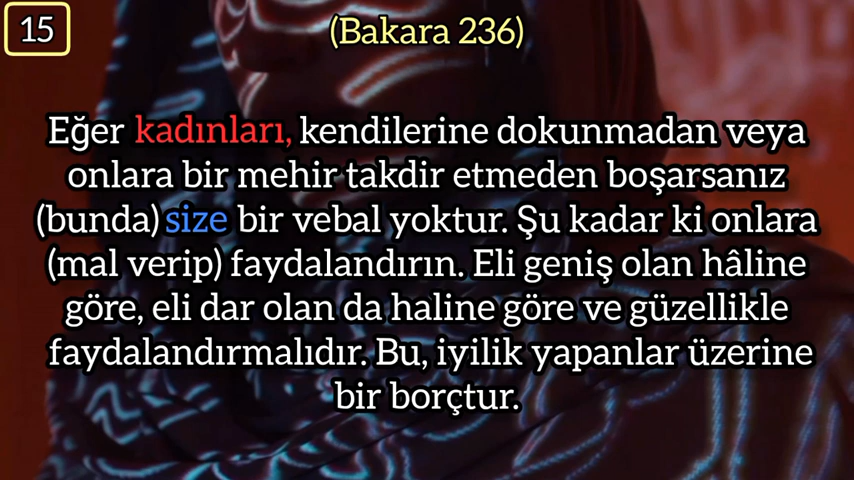 15
(Bakara 236)
Eğer kadınları, kendilerine dokunmadan veya
onlara bir mehir takdir etmeden boşarsanız
(bunda) size bir vebal yoktur. Şu kadar ki onlara
(mal verip) faydalandırın. Eli geniş olan hâline
göre, eli dar olan da haline göre ve güzellikle
faydalandırmalıdır. Bu, iyilik yapanlar üzerine
bir borçtur.